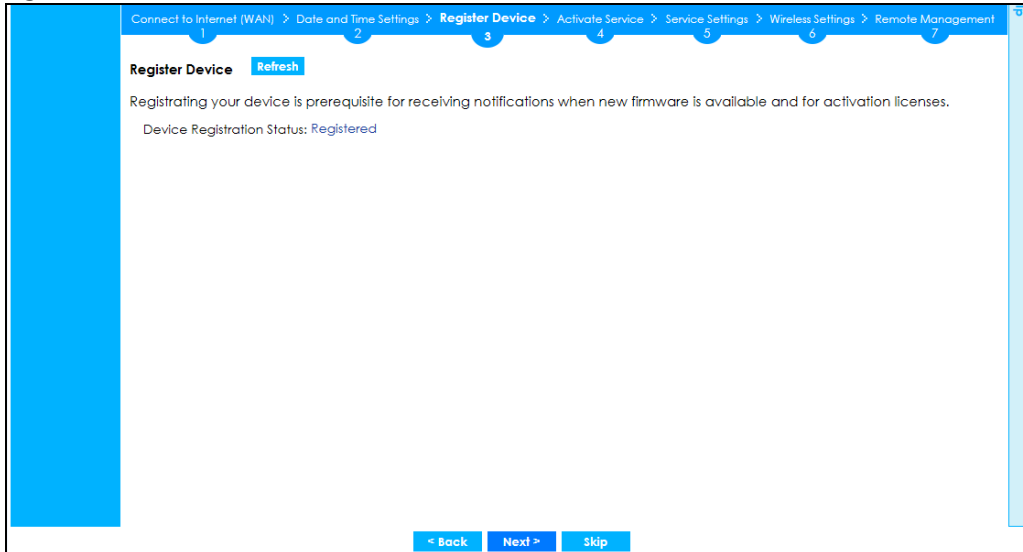 Connect to Internet (WAN) > Date and Time Settings > Register Device > Activate Service > Service Settings > Wireless Settings > Remote Management
1 2 3 4 5 6 7
Register Device Refresh
Registrating your device is prerequisite for receiving notifications when new firmware is available and for activation licenses.
Device Registration Status: Registered
< Back Next > Skip